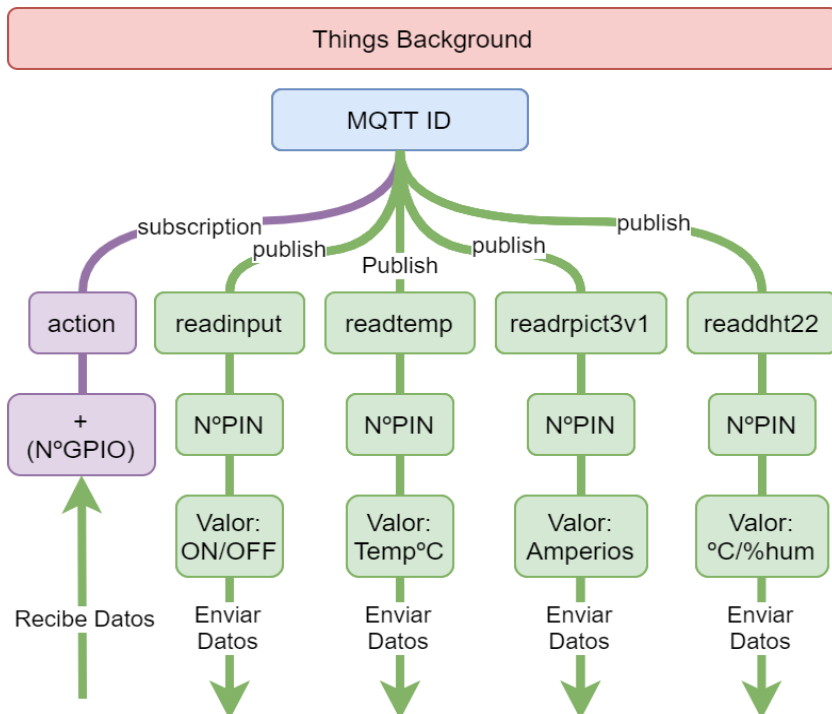 Things Background
MQTT ID
subscription
publish
Publish
publish
publish
action
readinput
readtemp
readrpict3v1
readdht22
+
(NºGPIO)
NºPIN
NºPIN
NºPIN
NºPIN
Valor:
ON/OFF
Valor:
TempºC
Valor:
Amperios
Valor:
ºC/%hum
Recibe Datos
Enviar
Datos
Enviar
Datos
Enviar
Datos
Enviar
Datos